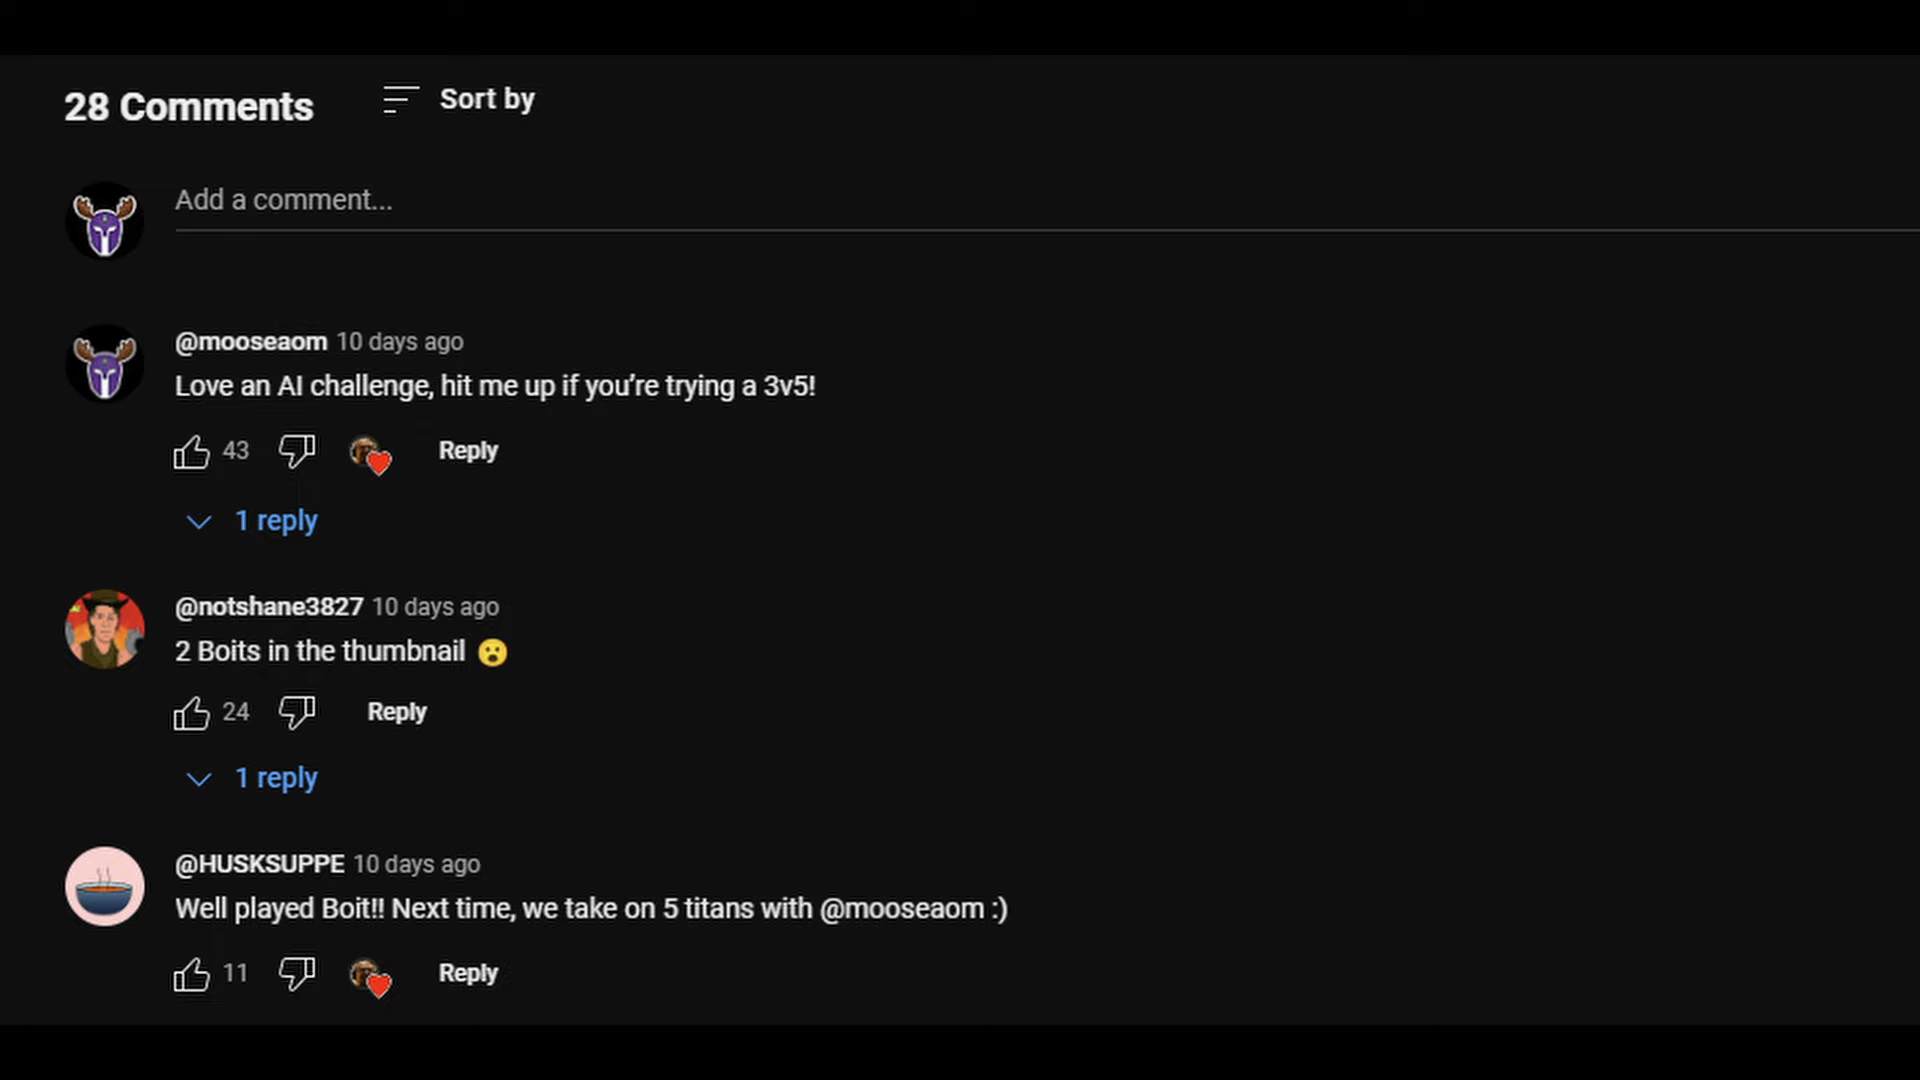 28 Comments
Sort by
Add a comment...
@mooseaom 10 days ago
Love an AI challenge, hit me up if you’re trying a 3v5!
43
Reply
1 reply
@notshane3827 10 days ago
2 Boits in the thumbnail 😮
24
Reply
1 reply
@HUSKSUPPE 10 days ago
Well played Boit!! Next time, we take on 5 titans with @mooseaom :)
11
Reply